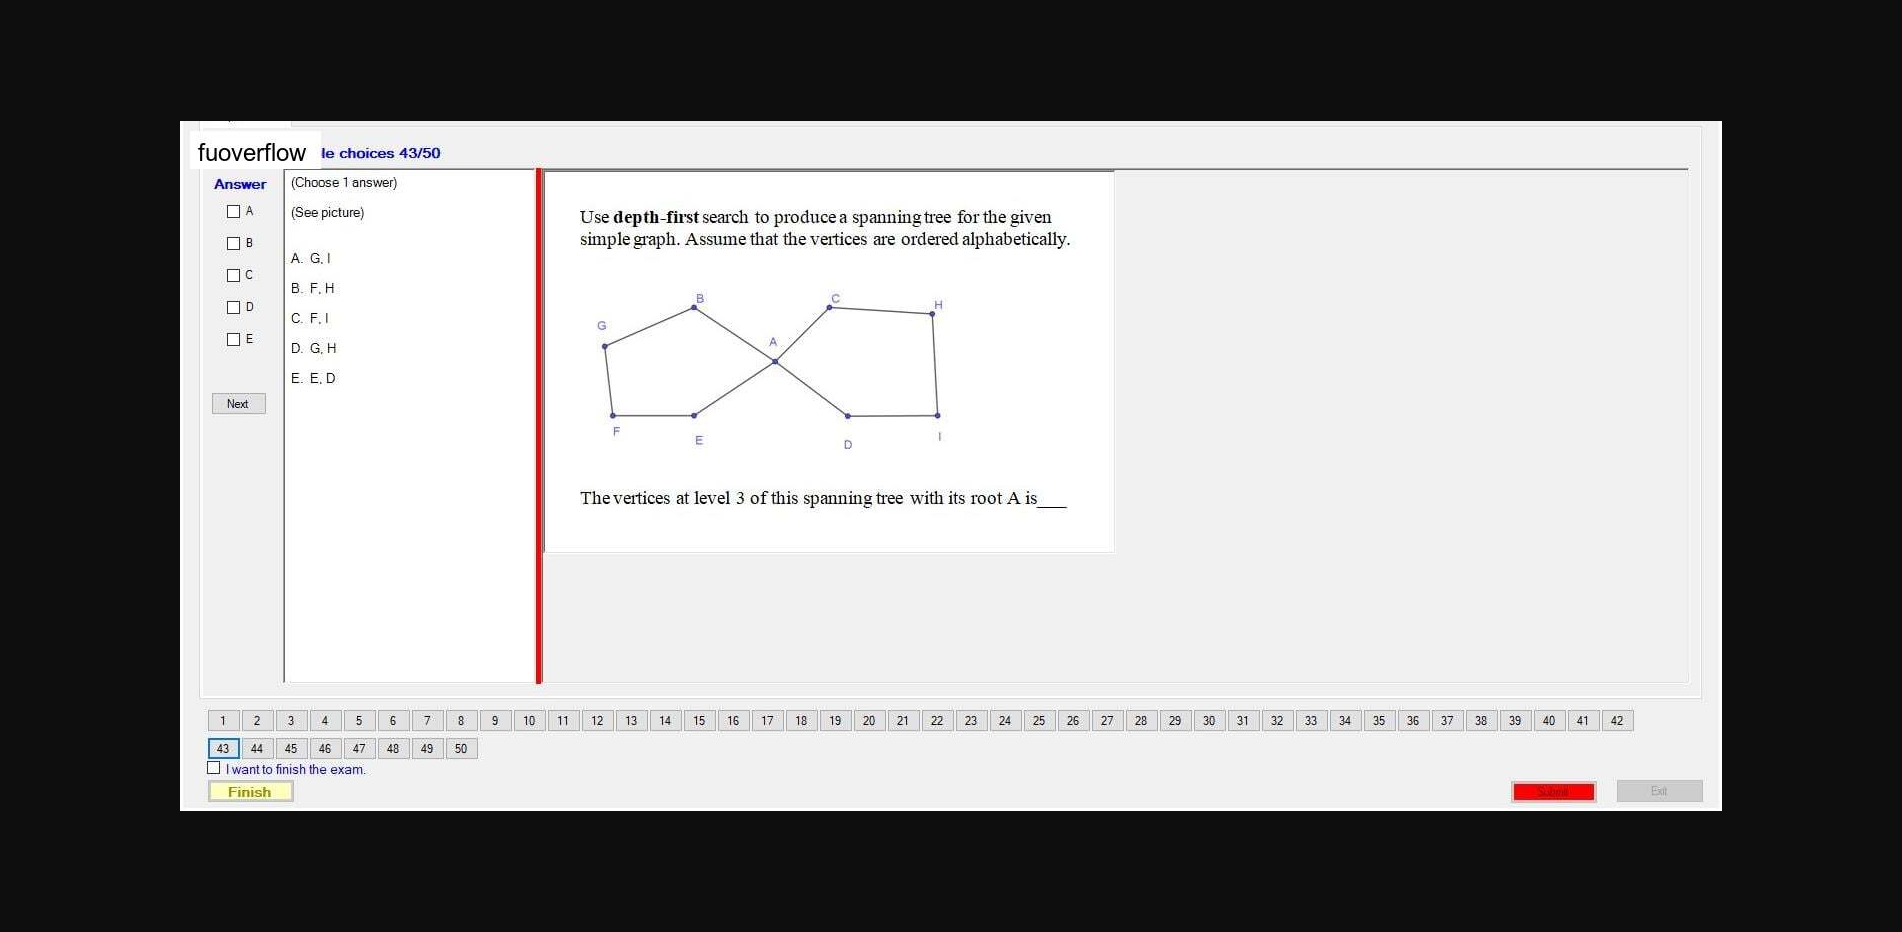 fuoverflow le choices 43/50
Answer
A
B
C
D
E
Next
(Choose 1 answer)
(See picture)
A. G, I
B. F, H
C. F, I
D. G, H
E. E, D
Use depth-first search to produce a spanning tree for the given
simple graph. Assume that the vertices are ordered alphabetically.
B
C
H
G
A
F
E
D
I
The vertices at level 3 of this spanning tree with its root A is___
1 2 3 4 5 6 7 8 9 10 11 12 13 14 15 16 17 18 19 20 21 22 23 24 25 26 27 28 29 30 31 32 33 34 35 36 37 38 39 40 41 42
43 44 45 46 47 48 49 50
I want to finish the exam.
Finish
Submit
Exit